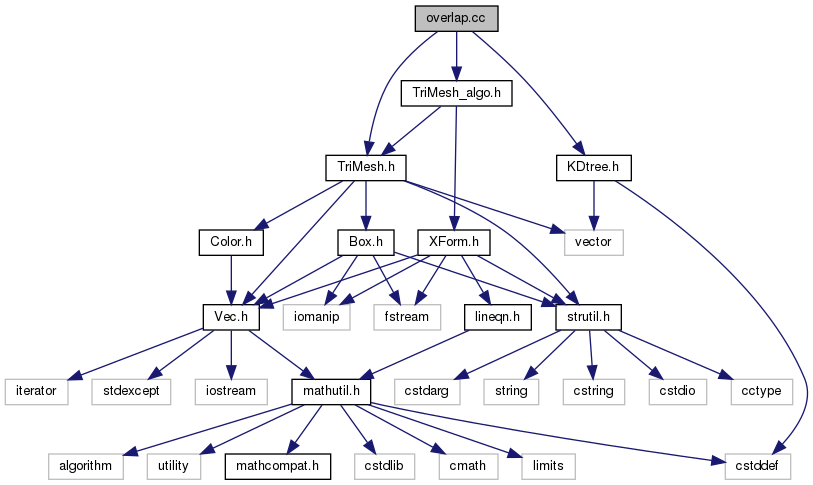 overlap.cc
TriMesh_algo.h
TriMesh.h
KDtree.h
Color.h
Box.h
XForm.h
vector
Vec.h
iomanip
fstream
lineqn.h
strutil.h
iterator
stdexcept
iostream
mathutil.h
cstdarg
string
cstring
cstdio
cctype
algorithm
utility
mathcompat.h
cstdlib
cmath
limits
cstddef